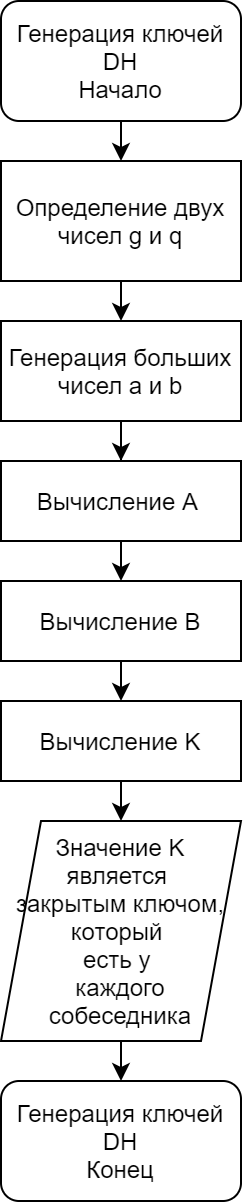 Генерация ключей
DH
Начало
Определение двух
чисел g и q
Генерация больших
чисел a и b
Вычисление A
Вычисление B
Вычисление K
Значение K
является
закрытым ключом,
который
есть у
каждого
собеседника
Генерация ключей
DH
Конец